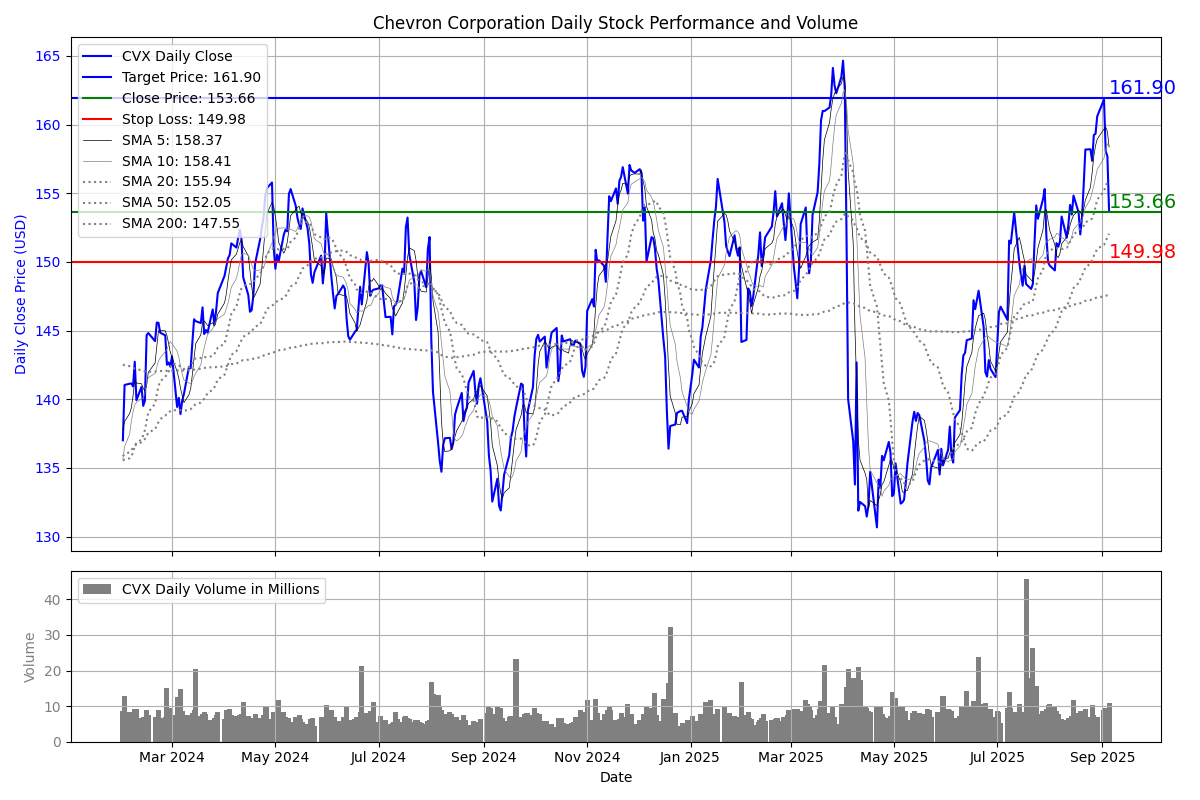 Chevron Corporation Daily Stock Performance and Volume
Daily Close Price (USD)
165
160
155
150
145
140
135
130
CVX Daily Close
Target Price: 161.90
Close Price: 153.66
Stop Loss: 149.98
SMA 5: 158.37
SMA 10: 158.41
SMA 20: 155.94
SMA 50: 152.05
SMA 200: 147.55
161.90
153.66
149.98
Volume
40
30
20
10
0
CVX Daily Volume in Millions
Mar 2024
May 2024
Jul 2024
Sep 2024
Nov 2024
Jan 2025
Mar 2025
May 2025
Jul 2025
Sep 2025
Date